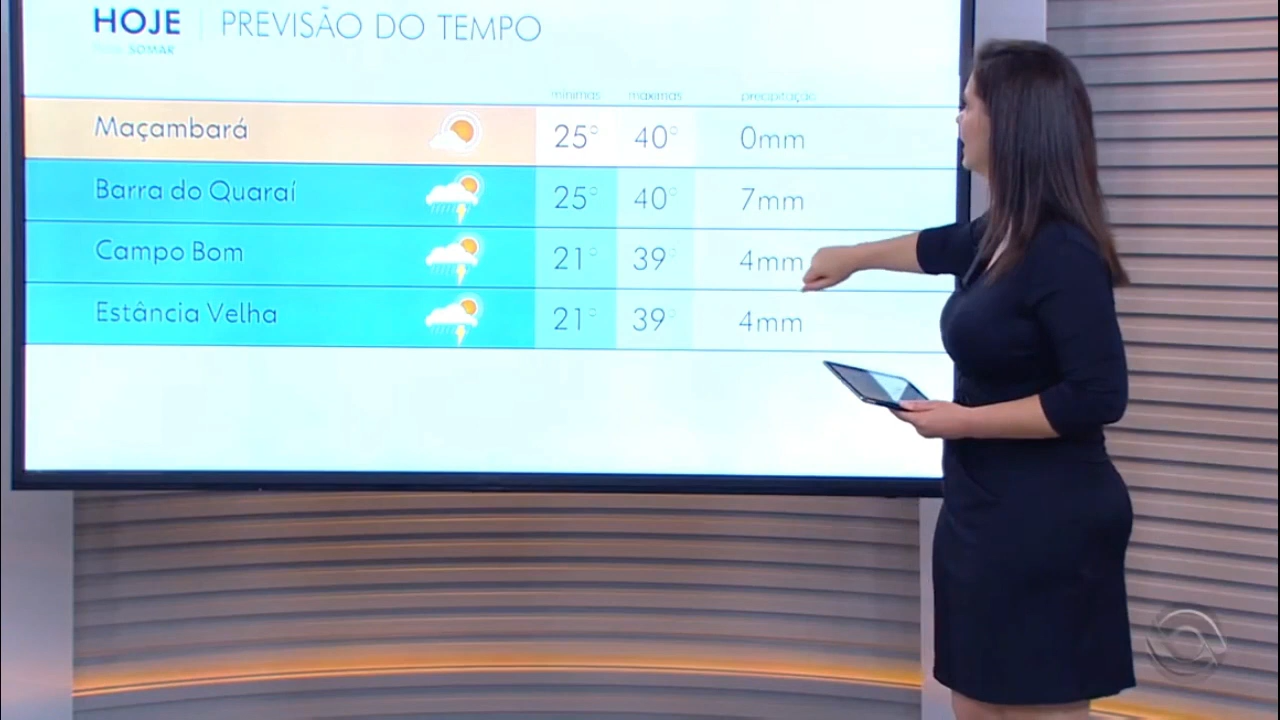 HOJE | PREVISÃO DO TEMPO
SOMAR
mínimas máximas precipitação
Maçambará 25° 40° 0mm
Barra do Quaraí 25° 40° 7mm
Campo Bom 21° 39° 4mm
Estância Velha 21° 39° 4mm